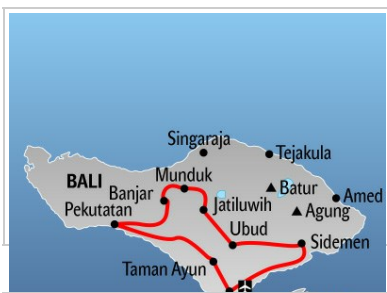 Singaraja
Tejakula
Munduk
BALI
Batur
Banjar
Amed
Pekutatan
Jatiluwih
Agung
Ubud
Sidemen
Taman Ayun